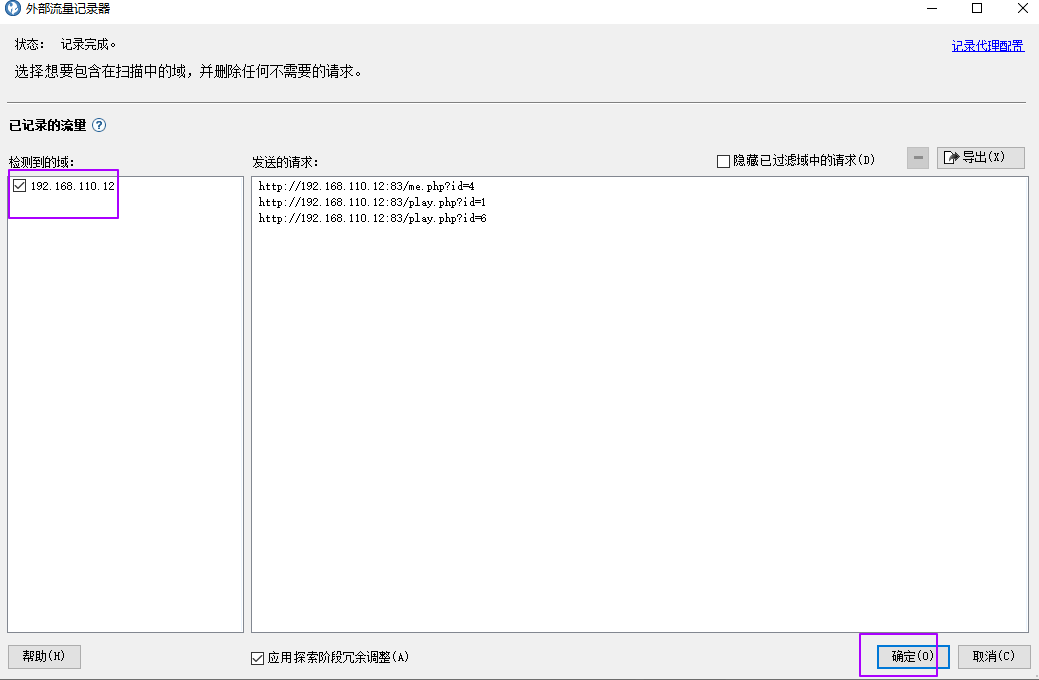 外部流量记录器
状态： 记录完成。
记录代理配置
选择想要包含在扫描中的域，并删除任何不需要的请求。
已记录的流量 ?
检测到的域：
发送的请求：
隐藏已过滤域中的请求(D)
导出(X)
192.168.110.12
http://192.168.110.12:83/me.php?id=4
http://192.168.110.12:83/play.php?id=1
http://192.168.110.12:83/play.php?id=6
帮助(H)
应用探索阶段冗余调整(A)
确定(O)
取消(C)